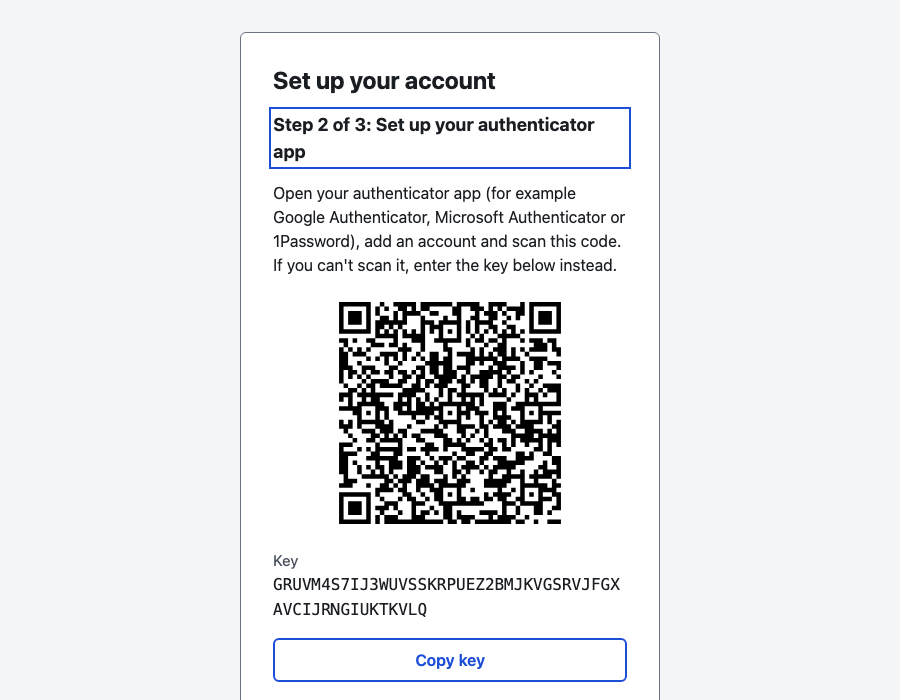 Set up your account
Step 2 of 3: Set up your authenticator
app
Open your authenticator app (for example
Google Authenticator, Microsoft Authenticator or
1Password), add an account and scan this code.
If you can't scan it, enter the key below instead.
Key
GRUVM4S7IJ3WUVSSKRPUEZ2BMJKVGSRVJFGX
AVCIJRNGIUKTKVLQ
Copy key